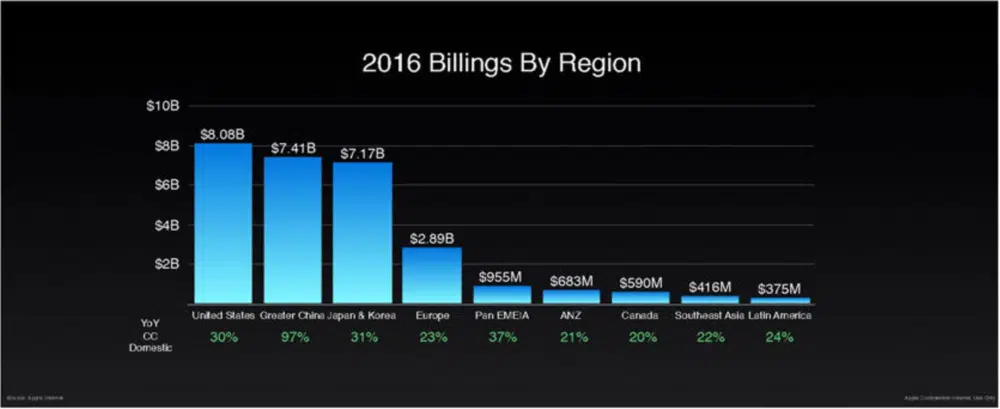 2016 Billings By Region
$10B
$8B
$6B
$4B
$2B
$8.08B
$7.41B
$7.17B
$2.89B
$955M
$683M
$590M
$416M
$375M
United States Greater China Japan & Korea Europe Pan EMEIA ANZ Canada Southeast Asia Latin America
YoY
CC
Domestic
30% 97% 31% 23% 37% 21% 20% 22% 24%